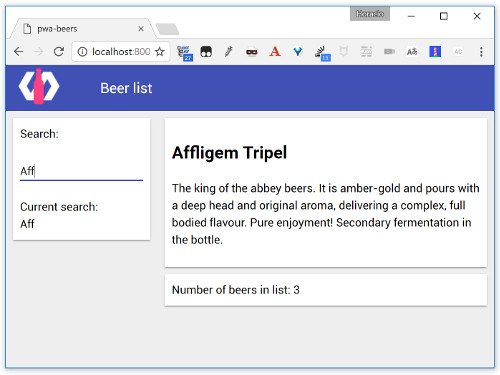 Horacio
pwa-beers
localhost:800
27
11
Beer list
Search:
Aff
Current search:
Aff
Affligem Tripel
The king of the abbey beers. It is amber-gold and pours with
a deep head and original aroma, delivering a complex, full
bodied flavour. Pure enjoyment! Secondary fermentation in
the bottle.
Number of beers in list: 3